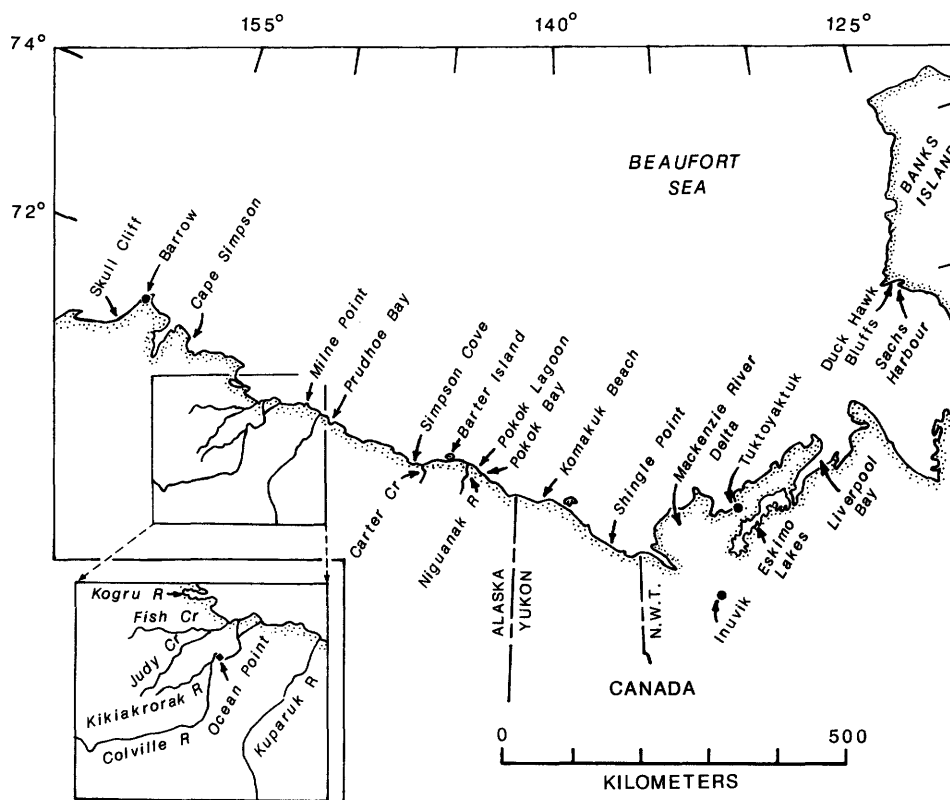 155°
140°
125°
74°
72°
BEAUFORT
SEA
BANKS
ISLAND
Skull Cliff
Barrow
Cape Simpson
Milne Point
Prudhoe Bay
Simpson Cove
Barter Island
Pokok Lagoon
Pokok Bay
Komakuk Beach
Shingle Point
Mackenzie River
Delta
Tuktoyaktuk
Duck Hawk
Bluffs
Sachs
Harbour
Carter Cr
Niguanak R
Eskimo
Lakes
Liverpool
Bay
Inuvik
ALASKA
YUKON
N.W.T.
CANADA
Kogru R
Fish Cr
Judy Cr
Kikiakrorak R
Colville R
Ocean Point
Kuparuk R
0
500
KILOMETERS